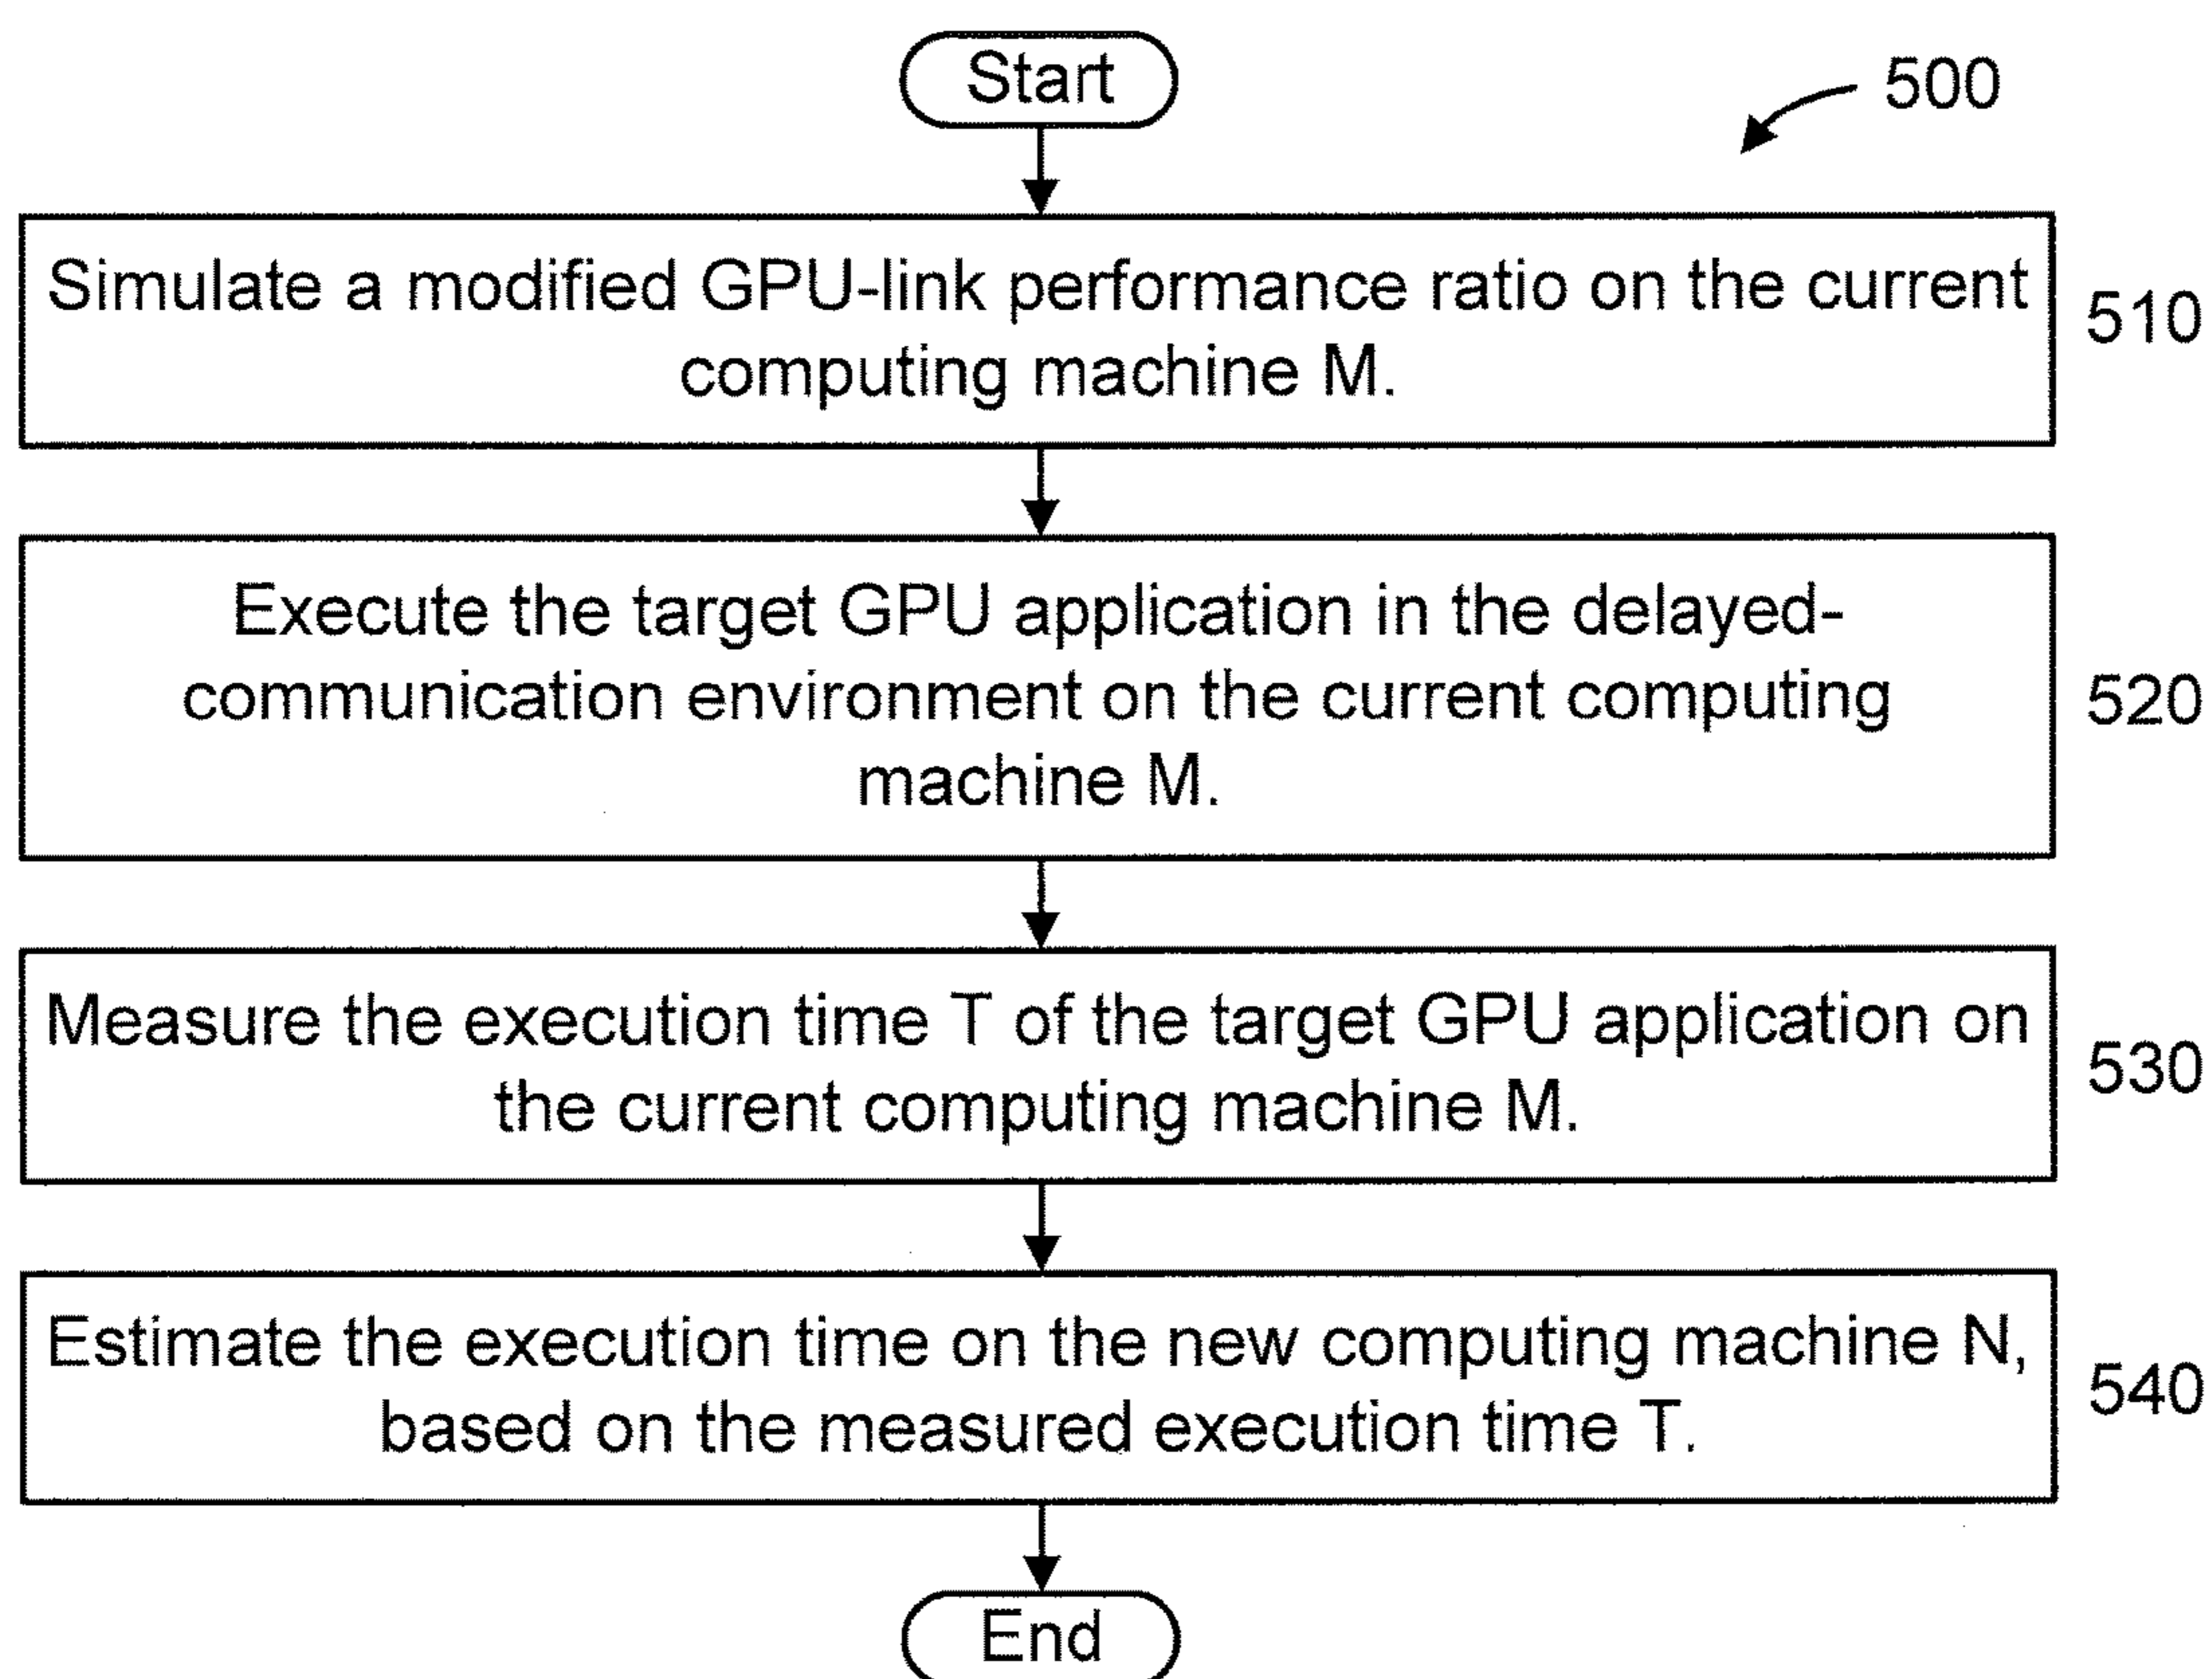 Start
500
Simulate a modified GPU-link performance ratio on the current
computing machine M.
510
Execute the target GPU application in the delayed-
communication environment on the current computing
machine M.
520
Measure the execution time T of the target GPU application on
the current computing machine M.
530
Estimate the execution time on the new computing machine N,
based on the measured execution time T.
540
End